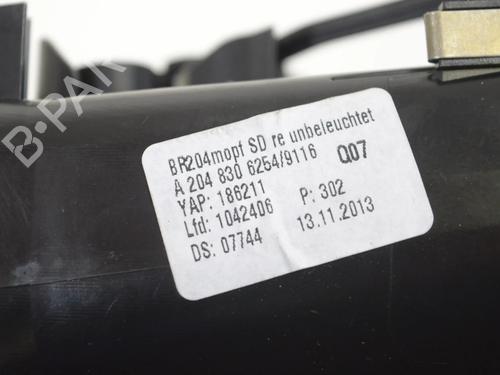 BR204mopf SD re unbeleuchtet
A 204 830 6254/9116 Q07
YAP: 186211
Lfd: 1042406 P: 302
DS: 07744 13.11.2013
B-PARTS